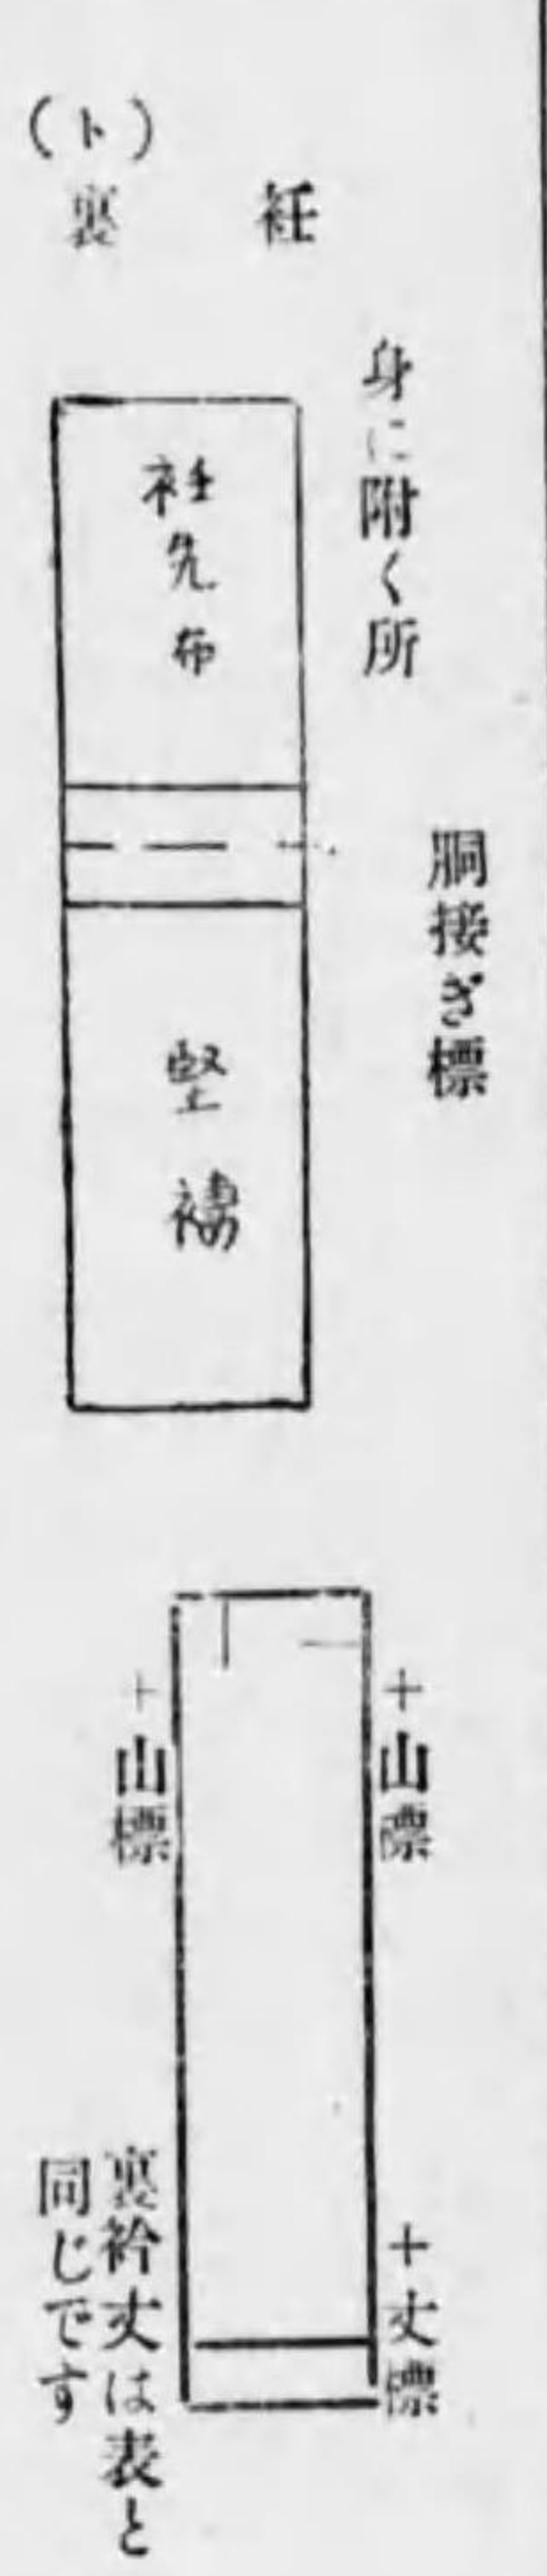 衽
(ト)
裏
身に附く所
胴接ぎ標
衽先布
竪
褄
+山標
+山標
+丈標
裏衿丈は表と
同じです